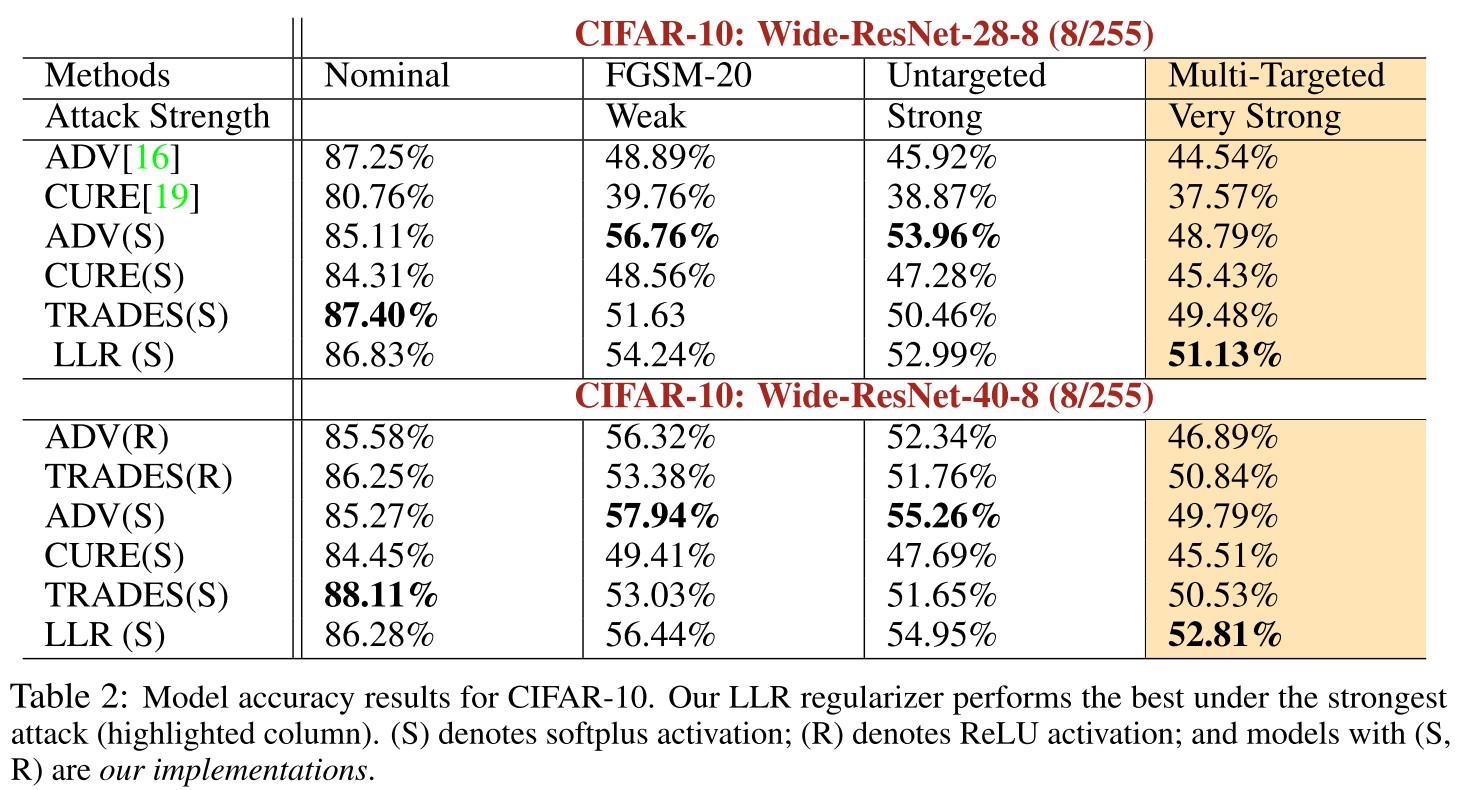 CIFAR-10: Wide-ResNet-28-8 (8/255)
Methods Nominal FGSM-20 Untargeted Multi-Targeted
Attack Strength Weak Strong Very Strong
ADV[16] 87.25% 48.89% 45.92% 44.54%
CURE[19] 80.76% 39.76% 38.87% 37.57%
ADV(S) 85.11% 56.76% 53.96% 48.79%
CURE(S) 84.31% 48.56% 47.28% 45.43%
TRADES(S) 87.40% 51.63 50.46% 49.48%
LLR (S) 86.83% 54.24% 52.99% 51.13%
CIFAR-10: Wide-ResNet-40-8 (8/255)
ADV(R) 85.58% 56.32% 52.34% 46.89%
TRADES(R) 86.25% 53.38% 51.76% 50.84%
ADV(S) 85.27% 57.94% 55.26% 49.79%
CURE(S) 84.45% 49.41% 47.69% 45.51%
TRADES(S) 88.11% 53.03% 51.65% 50.53%
LLR (S) 86.28% 56.44% 54.95% 52.81%
Table 2: Model accuracy results for CIFAR-10. Our LLR regularizer performs the best under the strongest
attack (highlighted column). (S) denotes softplus activation; (R) denotes ReLU activation; and models with (S,
R) are our implementations.